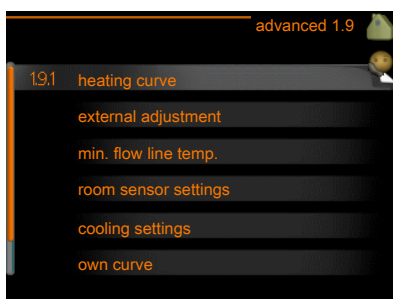 advanced 1.9
1.9.1 heating curve
external adjustment
min. flow line temp.
room sensor settings
cooling settings
own curve